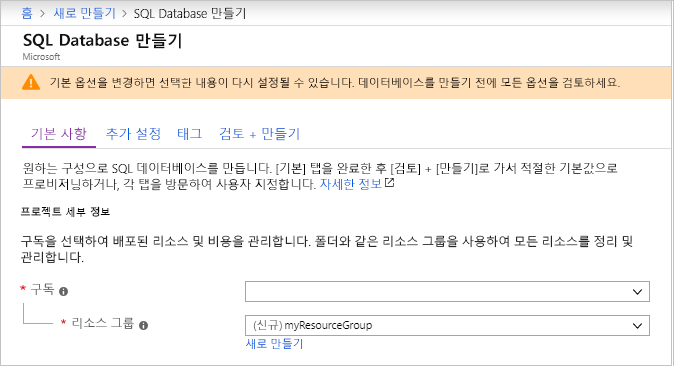 홈 > 새로 만들기 > SQL Database 만들기
SQL Database 만들기
Microsoft
기본 옵션을 변경하면 선택한 내용이 다시 설정될 수 있습니다. 데이터베이스를 만들기 전에 모든 옵션을 검토하세요.
기본 사항 추가 설정 태그 검토 + 만들기
원하는 구성으로 SQL 데이터베이스를 만듭니다. [기본] 탭을 완료한 후 [검토] + [만들기]로 가서 적절한 기본값으로
프로비저닝하거나, 각 탭을 방문하여 사용자 지정합니다. 자세한 정보
프로젝트 세부 정보
구독을 선택하여 배포된 리소스 및 비용을 관리합니다. 폴더와 같은 리소스 그룹을 사용하여 모든 리소스를 정리 및
관리합니다.
* 구독
* 리소스 그룹 (신규) myResourceGroup
새로 만들기